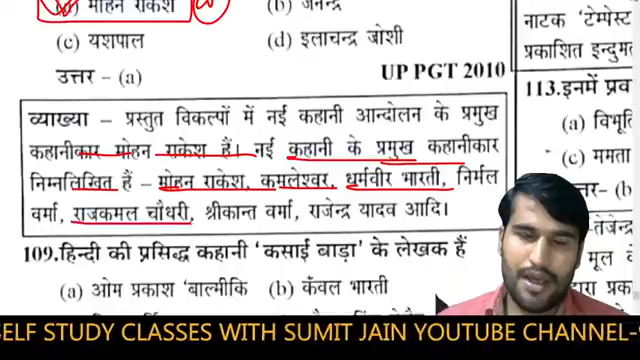 (a) मोहन राकेश (b) जैनेन्द्र
(c) यशपाल (d) इलाचन्द्र जोशी
उत्तर – (a) UP PGT 2010
व्याख्या – प्रस्तुत विकल्पों में नई कहानी आन्दोलन के प्रमुख
कहानीकार मोहन राकेश हैं। नई कहानी के प्रमुख कहानीकार
निम्नलिखित हैं – मोहन राकेश, कमलेश्वर, धर्मवीर भारती, निर्मल
वर्मा, राजकमल चौधरी, श्रीकान्त वर्मा, राजेन्द्र यादव आदि।
109.हिन्दी की प्रसिद्ध कहानी ‘कसाई बाड़ा’ के लेखक हैं
(a) ओम प्रकाश ‘बाल्मीकि (b) कँवल भारती
नाटक ‘टेम्पेस्ट
प्रकाशित इन्दुम
113.इनमें प्रव
(a) विभूति
(c) ममता
-(b)
-तेजेन्द्र
मूल
द्वारा प्रका
SELF STUDY CLASSES WITH SUMIT JAIN YOUTUBE CHANNEL-